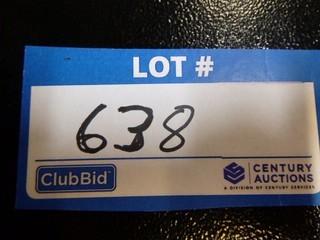 LOT #
638
ClubBid
CENTURY
AUCTIONS
A DIVISION OF CENTURY SERVICES